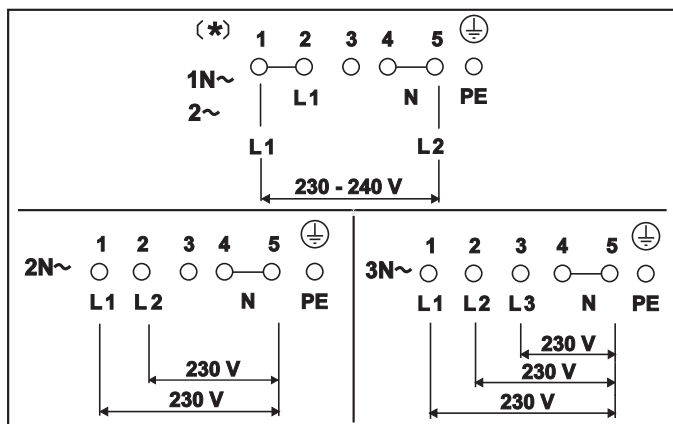 (*) 1 2 3 4 5
1N~ L1 N PE
2~
L1 L2
230 - 240 V
1 2 3 4 5
2N~
L1 L2 N PE
230 V
230 V
1 2 3 4 5
3N~
L1 L2 L3 N PE
230 V
230 V
230 V